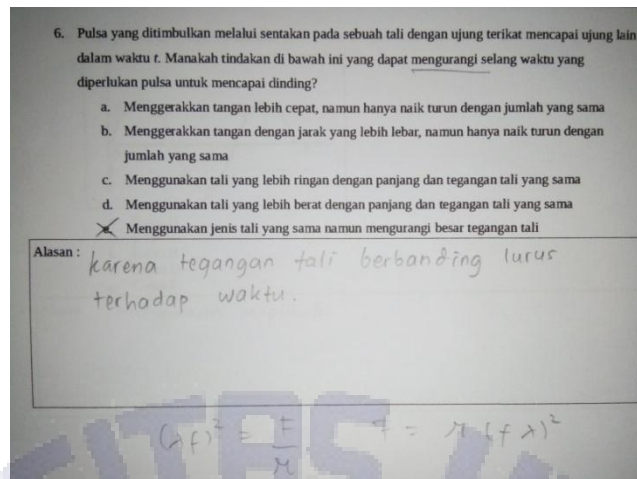 6. Pulsa yang ditimbulkan melalui sentakan pada sebuah tali dengan ujung terikat mencapai ujung lain
dalam waktu t. Manakah tindakan di bawah ini yang dapat mengurangi selang waktu yang
diperlukan pulsa untuk mencapai dinding?
a. Menggerakkan tangan lebih cepat, namun hanya naik turun dengan jumlah yang sama
b. Menggerakkan tangan dengan jarak yang lebih lebar, namun hanya naik turun dengan
jumlah yang sama
c. Menggunakan tali yang lebih ringan dengan panjang dan tegangan tali yang sama
d. Menggunakan tali yang lebih berat dengan panjang dan tegangan tali yang sama
Menggunakan jenis tali yang sama namun mengurangi besar tegangan tali
Alasan : karena tegangan tali berbanding lurus
terhadap waktu.
(λf)² = F/μ = μ (f λ)²